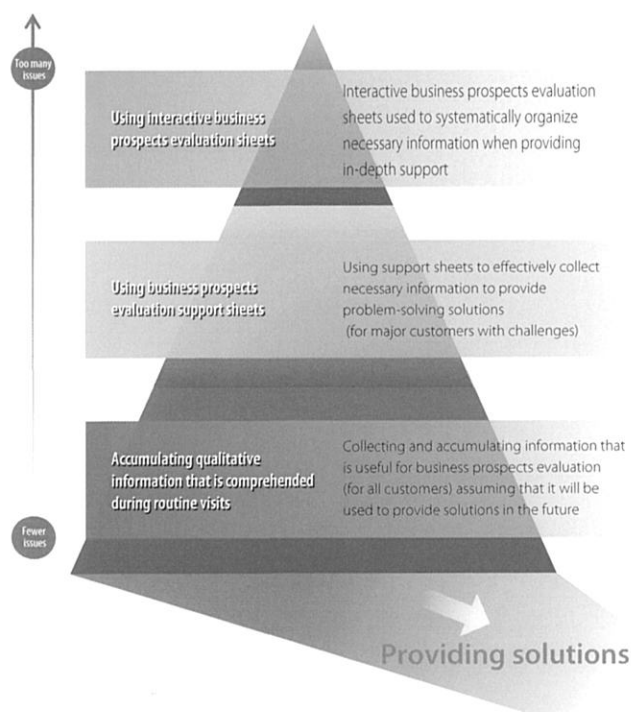 Too many
issues
Using interactive business
prospects evaluation sheets
Interactive business prospects evaluation
sheets used to systematically organize
necessary information when providing
in-depth support
Using business prospects
evaluation support sheets
Using support sheets to effectively collect
necessary information to provide
problem-solving solutions
(for major customers with challenges)
Accumulating qualitative
information that is comprehended
during routine visits
Collecting and accumulating information that
is useful for business prospects evaluation
(for all customers) assuming that it will be
used to provide solutions in the future
Fewer
issues
Providing solutions